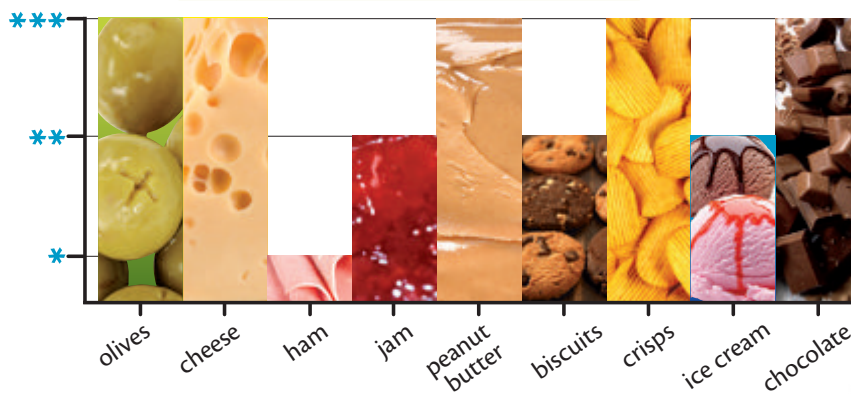 ***
**
*
olives
cheese
ham
jam
peanut
butter
biscuits
crisps
ice cream
chocolate